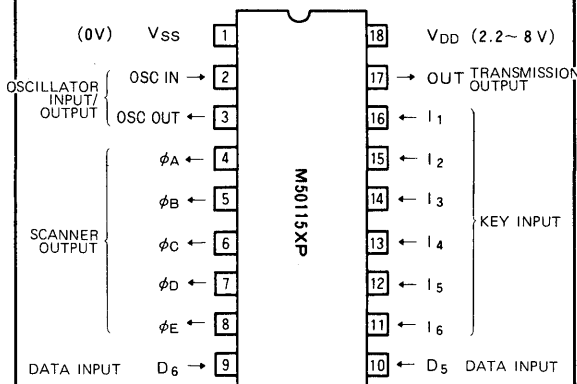 (0V) VSS 1 18 VDD (2.2~8V)
OSCILLATOR INPUT/ OUTPUT
OSC IN → 2 17 → OUT TRANSMISSION OUTPUT
OSC OUT ← 3 16 ← I1
SCANNER OUTPUT
φA ← 4 15 ← I2
φB ← 5 14 ← I3
KEY INPUT
φC ← 6 13 ← I4
φD ← 7 12 ← I5
φE ← 8 11 ← I6
DATA INPUT D6 → 9 10 ← D5 DATA INPUT
M50115XP